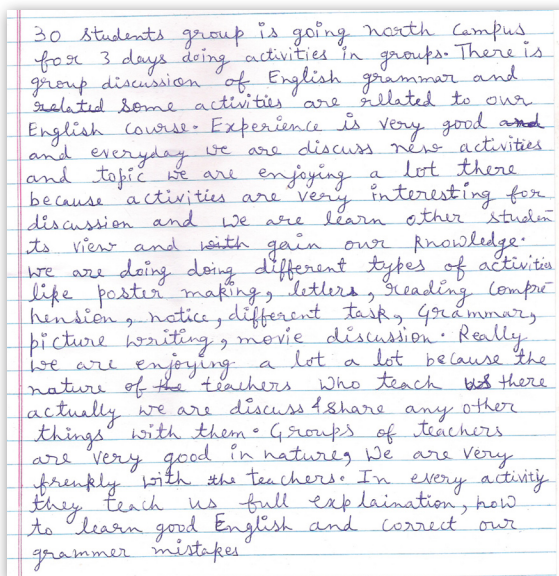 30 students group is going north campus
for 3 days doing activities in groups. There is
group discussion of English grammar and
related some activities are related to our
English course. Experience is very good and
and everyday we are discuss new activities
and topic we are enjoying a lot there
because activities are very interesting for
discussion and we are learn other studen
ts view and with gain our knowledge.
we are doing doing different types of activities
like poster making, letters, reading compre-
hension, notice, different task, Grammar,
picture writing, movie discussion. Really
we are enjoying a lot a lot because the
nature of the teachers who teach us there
actually we are discuss & share any other
things with them. Groups of teachers
are very good in nature, we are very
frenkly with the teachers. In every activity
they teach us full explaination, how
to learn good English and correct our
grammer mistakes